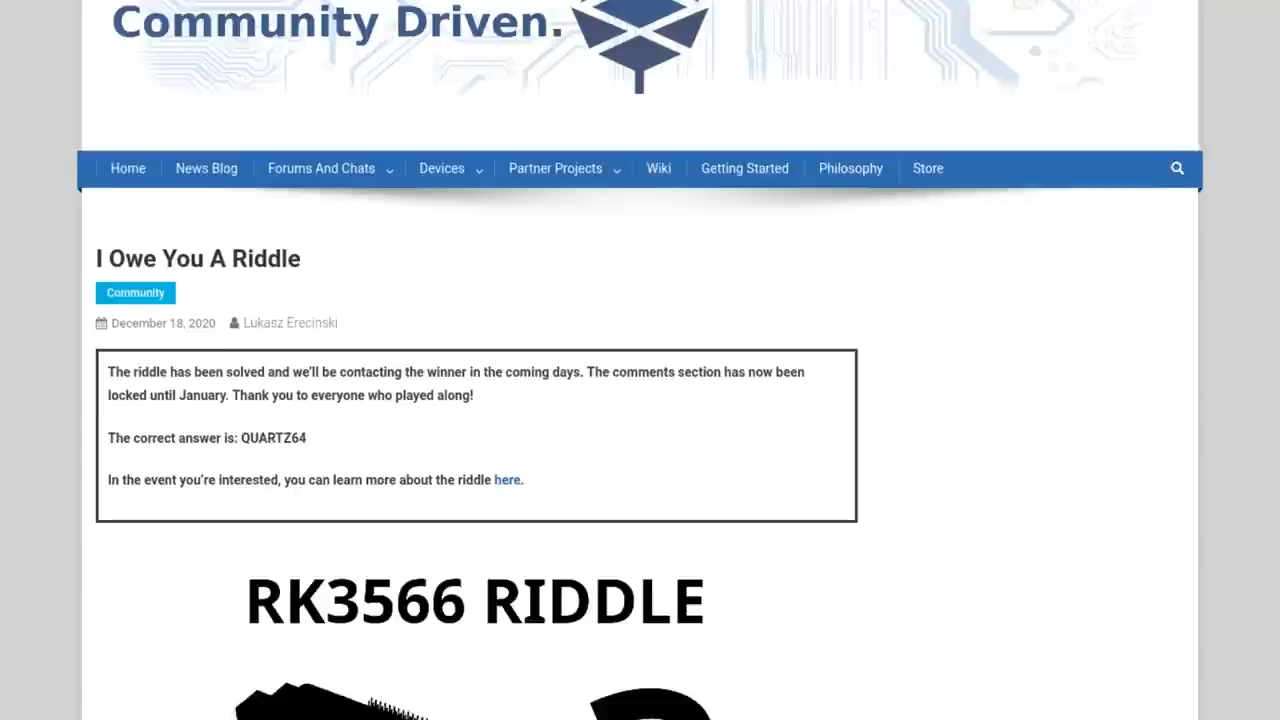 Community Driven.
Home News Blog Forums And Chats Devices Partner Projects Wiki Getting Started Philosophy Store
I Owe You A Riddle
Community
December 18, 2020 Lukasz Erecinski
The riddle has been solved and we'll be contacting the winner in the coming days. The comments section has now been
locked until January. Thank you to everyone who played along!
The correct answer is: QUARTZ64
In the event you're interested, you can learn more about the riddle here.
RK3566 RIDDLE